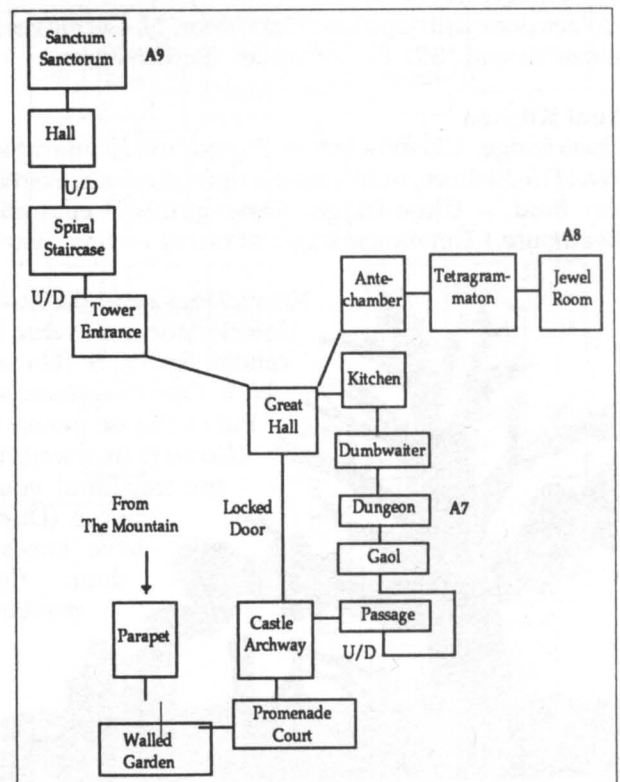 Sanctum
Sanctorum
A9
Hall
U/D
Spiral
Staircase
U/D
Tower
Entrance
A8
Ante-
chamber
Tetragram-
maton
Jewel
Room
Kitchen
Great
Hall
Dumbwaiter
From
The Mountain
Locked
Door
Dungeon
A7
Gaol
Parapet
Castle
Archway
Passage
U/D
Promenade
Court
Walled
Garden